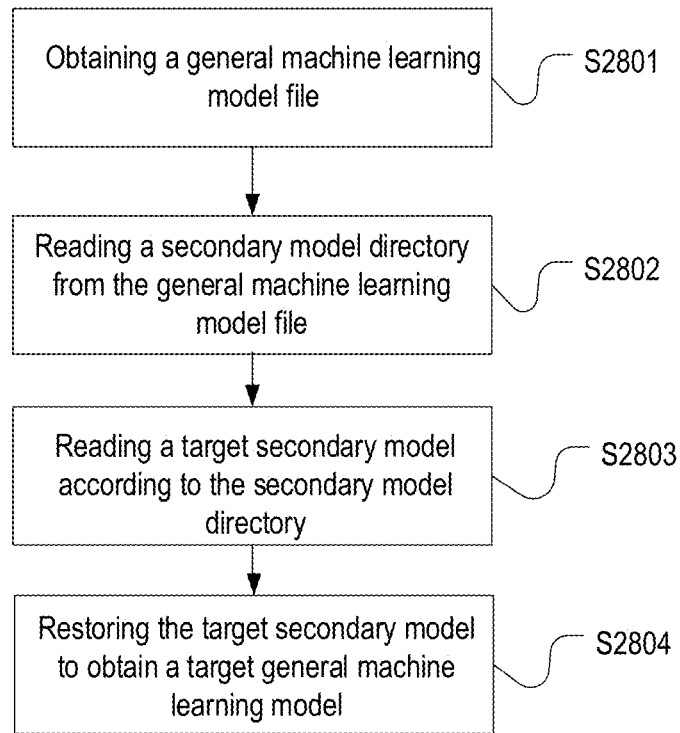 Obtaining a general machine learning
model file
S2801
Reading a secondary model directory
from the general machine learning
model file
S2802
Reading a target secondary model
according to the secondary model
directory
S2803
Restoring the target secondary model
to obtain a target general machine
learning model
S2804